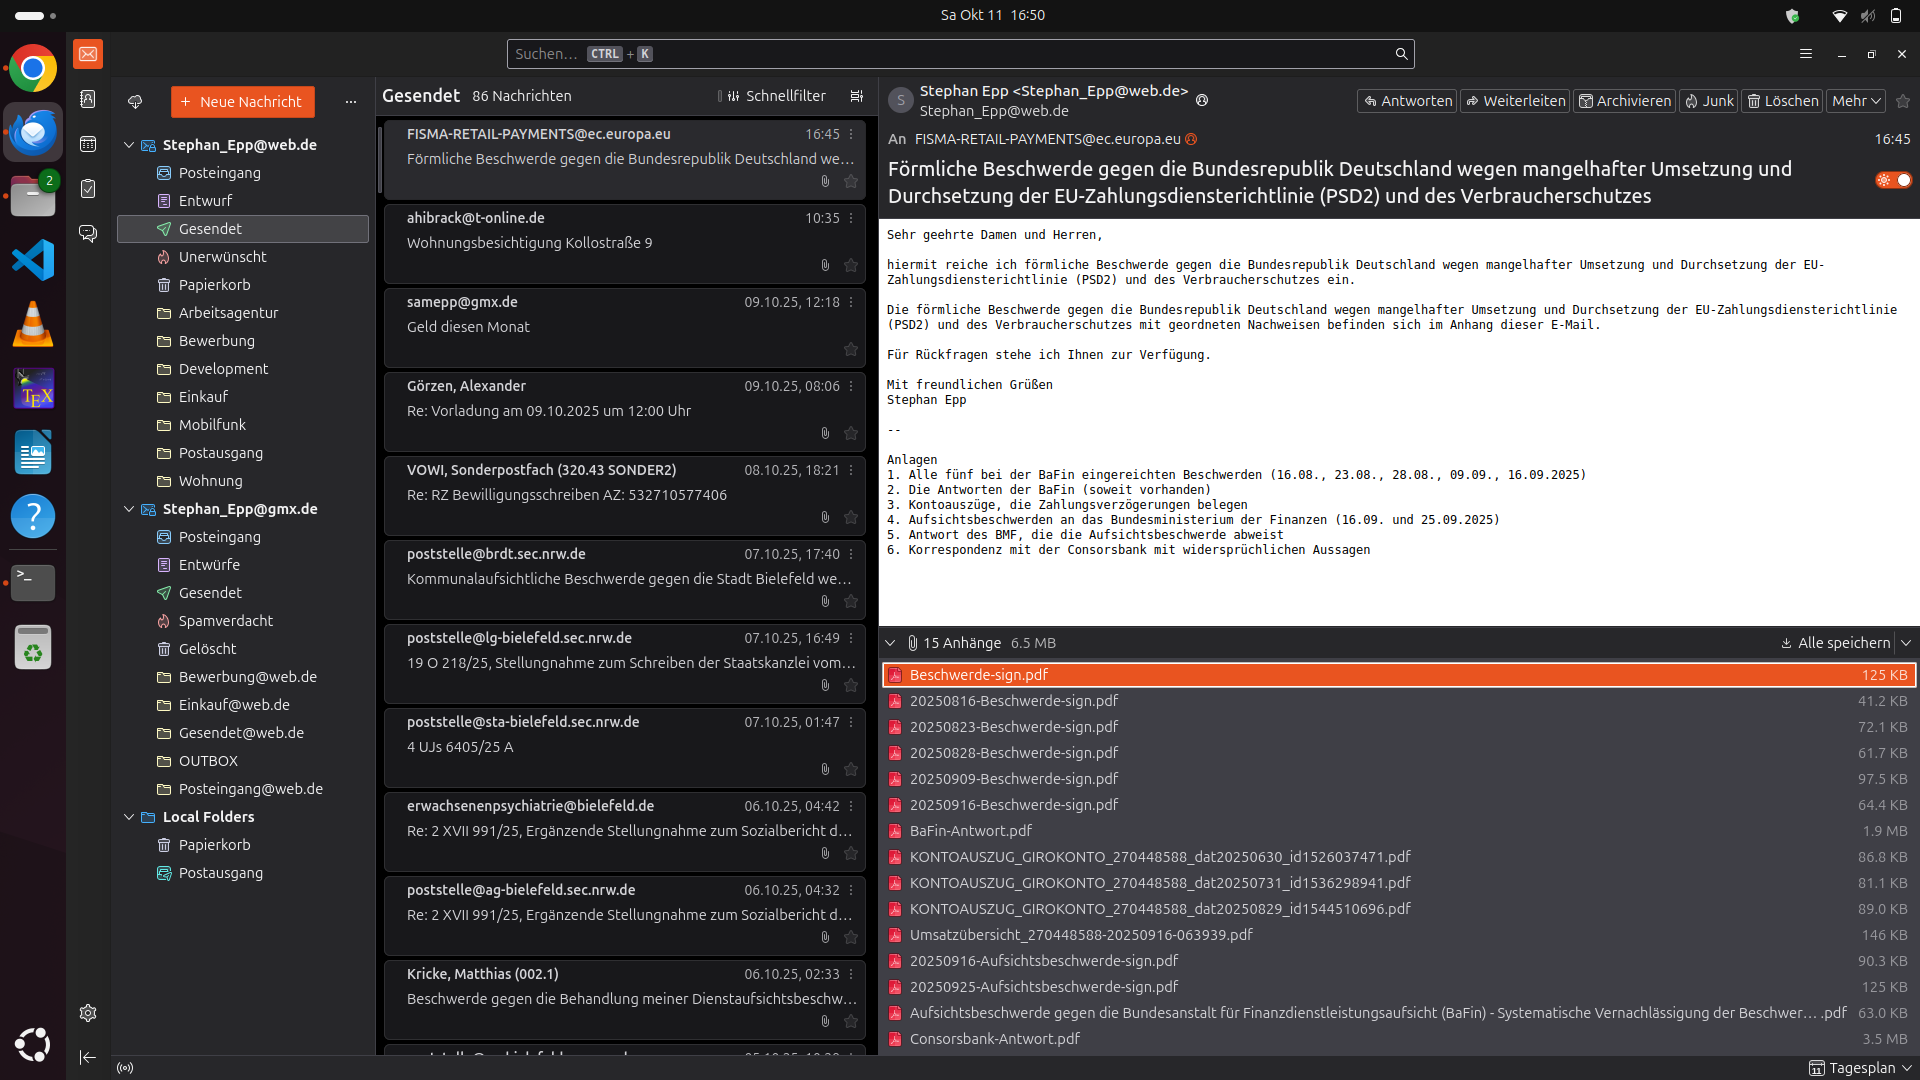 Sa Okt 11 16:50
Suchen… CTRL + K
Neue Nachricht
Stephan_Epp@web.de
Posteingang
Entwurf
Gesendet
Unerwünscht
Papierkorb
Arbeitsagentur
Bewerbung
Development
Einkauf
Mobilfunk
Postausgang
Wohnung
Stephan_Epp@gmx.de
Posteingang
Entwürfe
Gesendet
Spamverdacht
Gelöscht
Bewerbung@web.de
Einkauf@web.de
Gesendet@web.de
OUTBOX
Posteingang@web.de
Local Folders
Papierkorb
Postausgang
Gesendet 86 Nachrichten Schnellfilter
FISMA-RETAIL-PAYMENTS@ec.europa.eu 16:45
Förmliche Beschwerde gegen die Bundesrepublik Deutschland we…
ahibrack@t-online.de 10:35
Wohnungsbesichtigung Kollostraße 9
samepp@gmx.de 09.10.25, 12:18
Geld diesen Monat
Görzen, Alexander 09.10.25, 08:06
Re: Vorladung am 09.10.2025 um 12:00 Uhr
VOWI, Sonderpostfach (320.43 SONDER2) 08.10.25, 18:21
Re: RZ Bewilligungsschreiben AZ: 532710577406
poststelle@brdt.sec.nrw.de 07.10.25, 17:40
Kommunalaufsichtliche Beschwerde gegen die Stadt Bielefeld we…
poststelle@lg-bielefeld.sec.nrw.de 07.10.25, 16:49
19 O 218/25, Stellungnahme zum Schreiben der Staatskanzlei vom…
poststelle@sta-bielefeld.sec.nrw.de 07.10.25, 01:47
4 UJs 6405/25 A
erwachsenenpsychiatrie@bielefeld.de 06.10.25, 04:42
Re: 2 XVII 991/25, Ergänzende Stellungnahme zum Sozialbericht d…
poststelle@ag-bielefeld.sec.nrw.de 06.10.25, 04:32
Re: 2 XVII 991/25, Ergänzende Stellungnahme zum Sozialbericht d…
Kricke, Matthias (002.1) 06.10.25, 02:33
Beschwerde gegen die Behandlung meiner Dienstaufsichtsbeschw…
S
Stephan Epp <Stephan_Epp@web.de>
Stephan_Epp@web.de
Antworten Weiterleiten Archivieren Junk Löschen Mehr
An FISMA-RETAIL-PAYMENTS@ec.europa.eu 16:45
Förmliche Beschwerde gegen die Bundesrepublik Deutschland wegen mangelhafter Umsetzung und
Durchsetzung der EU-Zahlungsdiensterichtlinie (PSD2) und des Verbraucherschutzes
Sehr geehrte Damen und Herren,
hiermit reiche ich förmliche Beschwerde gegen die Bundesrepublik Deutschland wegen mangelhafter Umsetzung und Durchsetzung der EU-
Zahlungsdiensterichtlinie (PSD2) und des Verbraucherschutzes ein.
Die förmliche Beschwerde gegen die Bundesrepublik Deutschland wegen mangelhafter Umsetzung und Durchsetzung der EU-Zahlungsdiensterichtlinie
(PSD2) und des Verbraucherschutzes mit geordneten Nachweisen befinden sich im Anhang dieser E-Mail.
Für Rückfragen stehe ich Ihnen zur Verfügung.
Mit freundlichen Grüßen
Stephan Epp
--
Anlagen
1. Alle fünf bei der BaFin eingereichten Beschwerden (16.08., 23.08., 28.08., 09.09., 16.09.2025)
2. Die Antworten der BaFin (soweit vorhanden)
3. Kontoauszüge, die Zahlungsverzögerungen belegen
4. Aufsichtsbeschwerden an das Bundesministerium der Finanzen (16.09. und 25.09.2025)
5. Antwort des BMF, die die Aufsichtsbeschwerde abweist
6. Korrespondenz mit der Consorsbank mit widersprüchlichen Aussagen
15 Anhänge 6.5 MB Alle speichern
Beschwerde-sign.pdf 125 KB
20250816-Beschwerde-sign.pdf 41.2 KB
20250823-Beschwerde-sign.pdf 72.1 KB
20250828-Beschwerde-sign.pdf 61.7 KB
20250909-Beschwerde-sign.pdf 97.5 KB
20250916-Beschwerde-sign.pdf 64.4 KB
BaFin-Antwort.pdf 1.9 MB
KONTOAUSZUG_GIROKONTO_270448588_dat20250630_id1526037471.pdf 86.8 KB
KONTOAUSZUG_GIROKONTO_270448588_dat20250731_id1536298941.pdf 81.1 KB
KONTOAUSZUG_GIROKONTO_270448588_dat20250829_id1544510696.pdf 89.0 KB
Umsatzübersicht_270448588-20250916-063939.pdf 146 KB
20250916-Aufsichtsbeschwerde-sign.pdf 90.3 KB
20250925-Aufsichtsbeschwerde-sign.pdf 125 KB
Aufsichtsbeschwerde gegen die Bundesanstalt für Finanzdienstleistungsaufsicht (BaFin) - Systematische Vernachlässigung der Beschwer… .pdf 63.0 KB
Consorsbank-Antwort.pdf 3.5 MB
11 Tagesplan
2
TEX